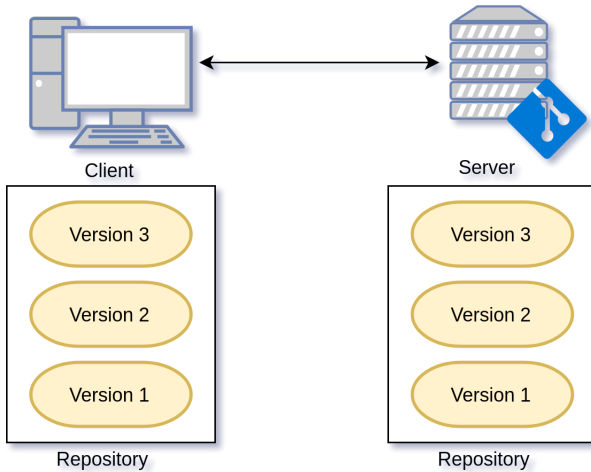 Client
Server
Version 3
Version 3
Version 2
Version 2
Version 1
Version 1
Repository
Repository